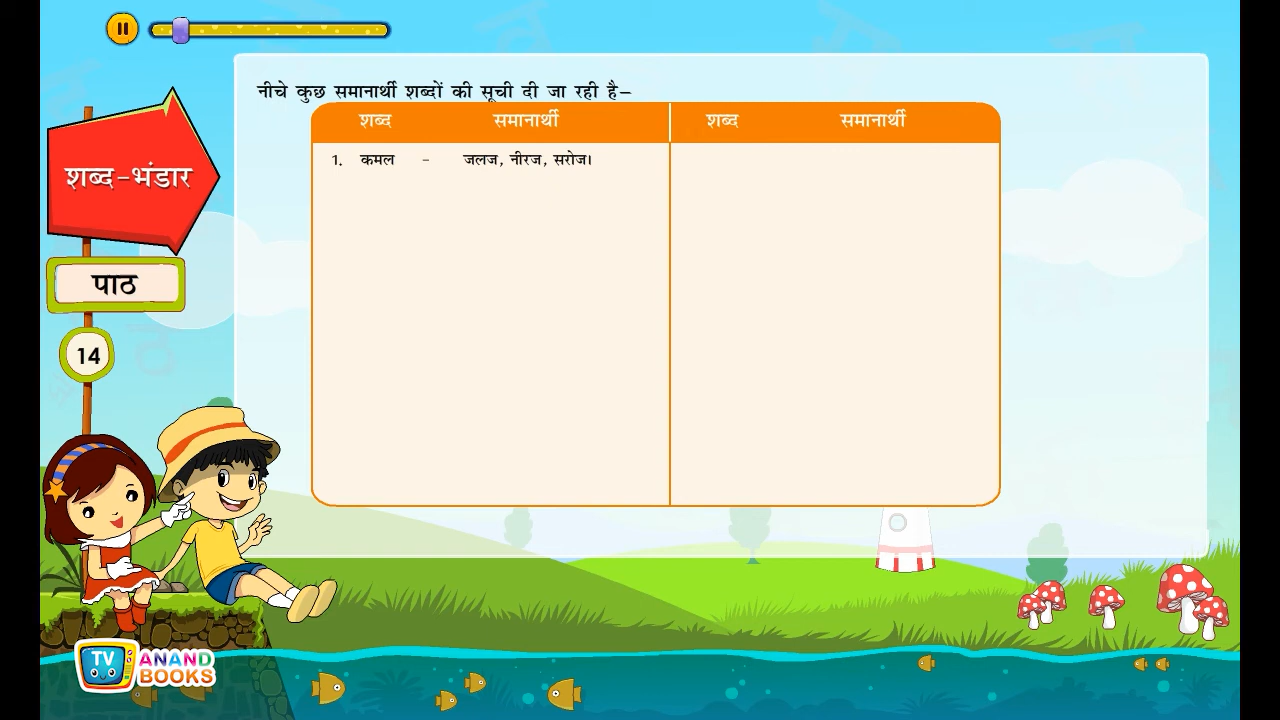 नीचे कुछ समानार्थी शब्दों की सूची दी जा रही है–
शब्द समानार्थी शब्द समानार्थी
1. कमल - जलज, नीरज, सरोज।
शब्द-भंडार
पाठ
14
TV ANAND
BOOKS